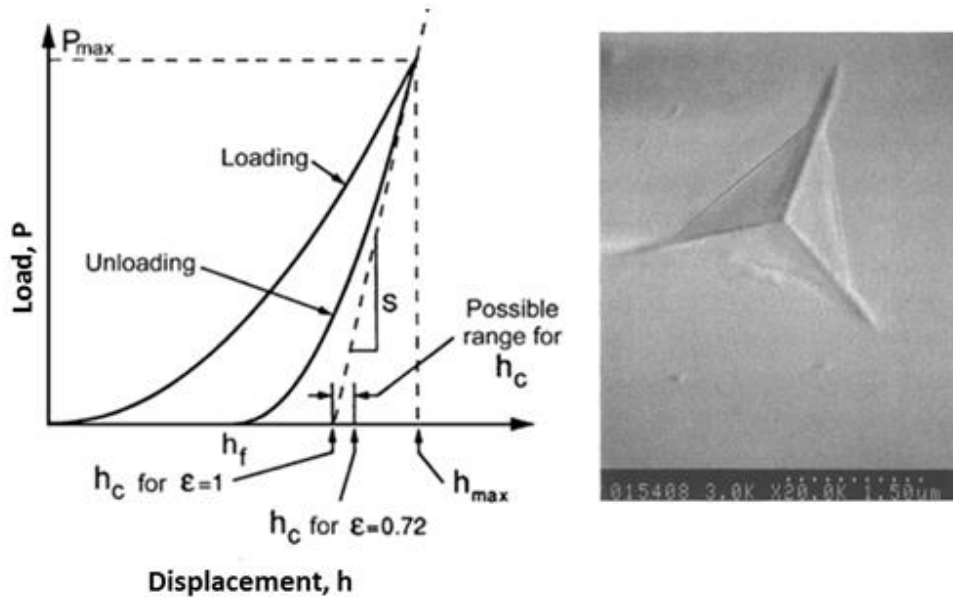 P_max
Loading
Unloading
S
Possible
range for
h_c
Load, P
h_f
h_c for ε=1
h_max
h_c for ε=0.72
Displacement, h
015408 3.0K X20.0K 1.50µm